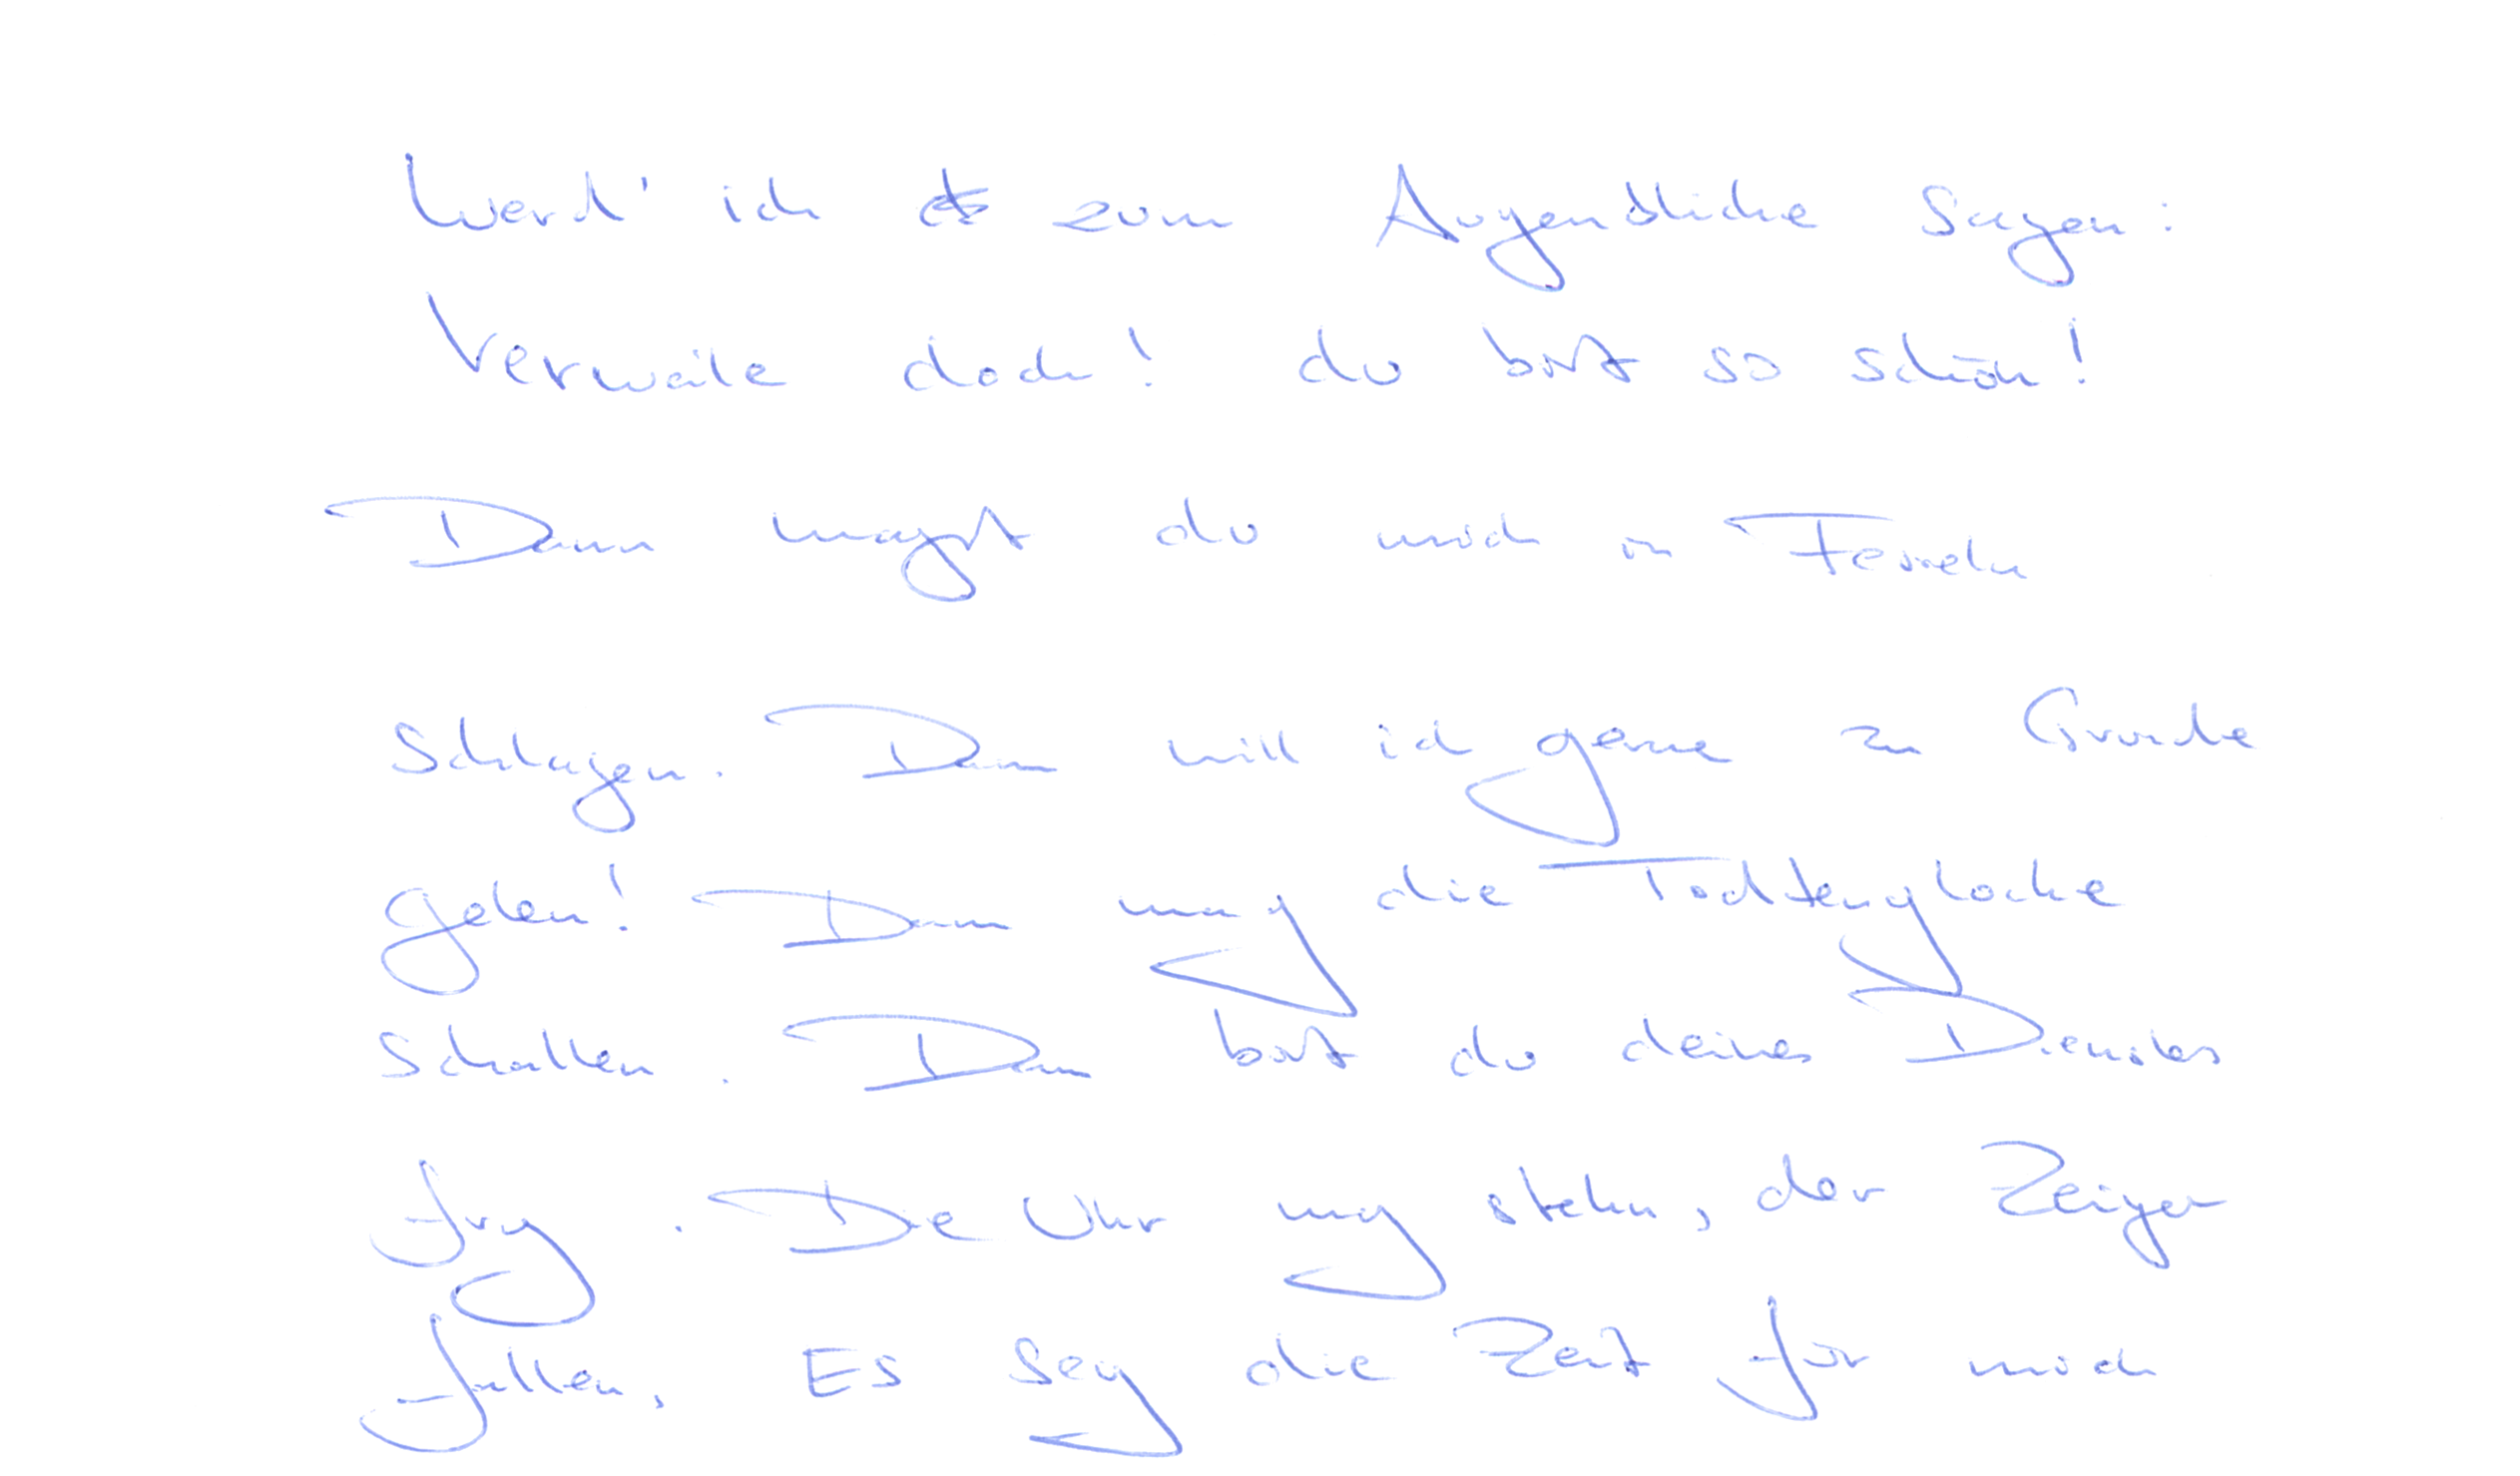 Werd' ich zum Augenblicke Sagen:
Verweile doch! du bist so schön!
Dann magst du mich in Fesseln
Schlagen. Dann will ich gerne zu Grunde
gehen! Dann mag die Todtenglocke
Schallen. Dann bist du deines Dienstes
frey. Die Uhr mag stehn, der Zeiger
fallen, Es sey die Zeit für mich